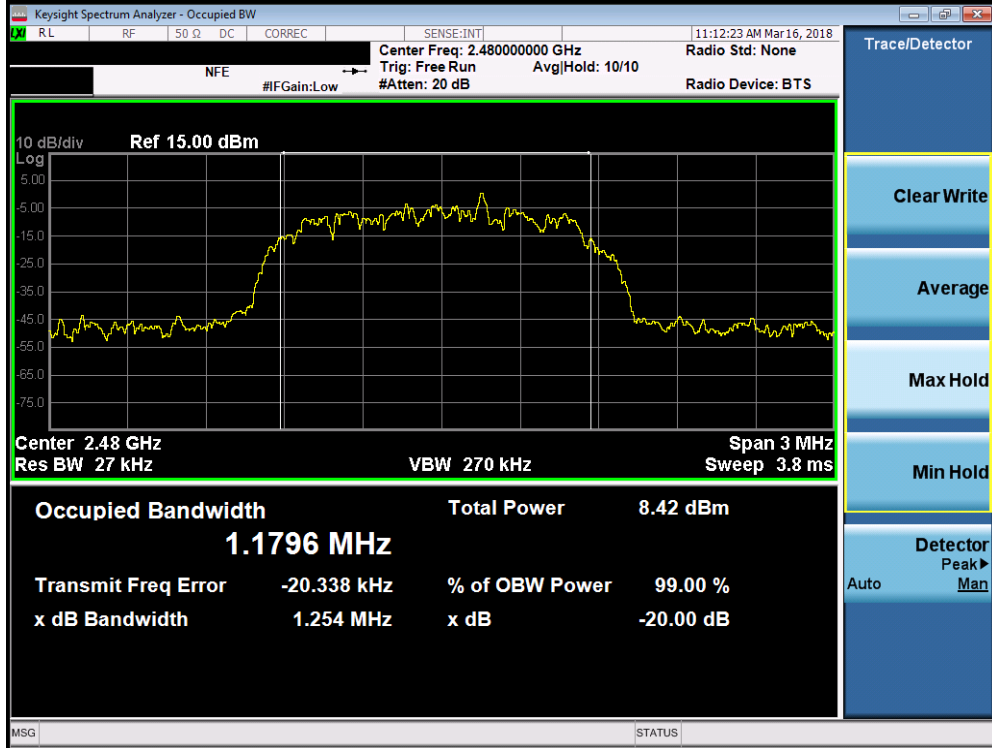 Keysight Spectrum Analyzer - Occupied BW
LXI RL RF 50 Ω DC CORREC SENSE:INT 11:12:23 AM Mar 16, 2018
Center Freq: 2.480000000 GHz Radio Std: None
NFE Trig: Free Run Avg|Hold: 10/10
#IFGain:Low #Atten: 20 dB Radio Device: BTS
Trace/Detector
10 dB/div Ref 15.00 dBm
Log
5.00
-5.00
-15.0
-25.0
-35.0
-45.0
-55.0
-65.0
-75.0
Center 2.48 GHz Span 3 MHz
Res BW 27 kHz VBW 270 kHz Sweep 3.8 ms
Occupied Bandwidth Total Power 8.42 dBm
1.1796 MHz
Transmit Freq Error -20.338 kHz % of OBW Power 99.00 %
x dB Bandwidth 1.254 MHz x dB -20.00 dB
Clear Write
Average
Max Hold
Min Hold
Detector
Peak▶
Auto Man
MSG STATUS